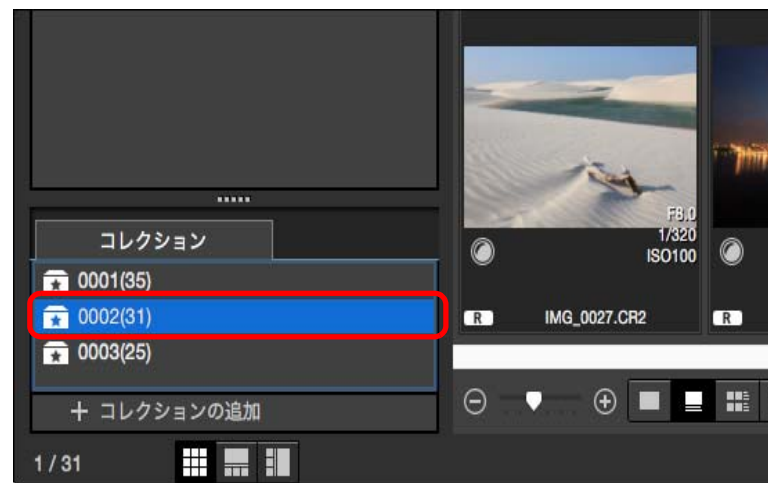 コレクション
0001(35)
0002(31)
0003(25)
＋ コレクションの追加
1 / 31
F8.0
1/320
ISO100
R IMG_0027.CR2
R